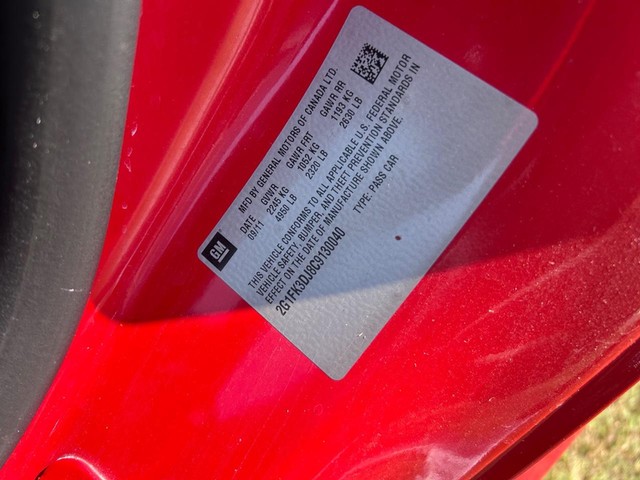 GM
MFD BY GENERAL MOTORS OF CANADA LTD.
DATE GVWR GAWR FRT GAWR RR
09/11 2245 KG 1052 KG 1193 KG
4950 LB 2320 LB 2630 LB
THIS VEHICLE CONFORMS TO ALL APPLICABLE U.S. FEDERAL MOTOR
VEHICLE SAFETY, BUMPER, AND THEFT PREVENTION STANDARDS IN
EFFECT ON THE DATE OF MANUFACTURE SHOWN ABOVE.
2G1FK3DJ8C9130040 TYPE: PASS CAR